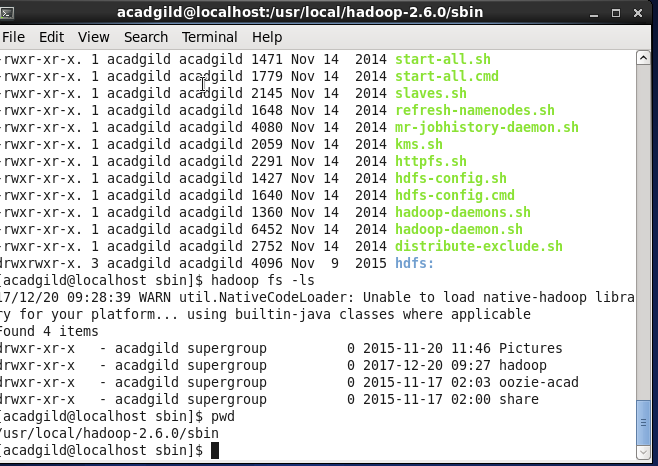 acadgild@localhost:/usr/local/hadoop-2.6.0/sbin
File Edit View Search Terminal Help
-rwxr-xr-x. 1 acadgild acadgild 1471 Nov 14  2014 start-all.sh
-rwxr-xr-x. 1 acadgild acadgild 1779 Nov 14  2014 start-all.cmd
-rwxr-xr-x. 1 acadgild acadgild 2145 Nov 14  2014 slaves.sh
-rwxr-xr-x. 1 acadgild acadgild 1648 Nov 14  2014 refresh-namenodes.sh
-rwxr-xr-x. 1 acadgild acadgild 4080 Nov 14  2014 mr-jobhistory-daemon.sh
-rwxr-xr-x. 1 acadgild acadgild 2059 Nov 14  2014 kms.sh
-rwxr-xr-x. 1 acadgild acadgild 2291 Nov 14  2014 httpfs.sh
-rwxr-xr-x. 1 acadgild acadgild 1427 Nov 14  2014 hdfs-config.sh
-rwxr-xr-x. 1 acadgild acadgild 1640 Nov 14  2014 hdfs-config.cmd
-rwxr-xr-x. 1 acadgild acadgild 1360 Nov 14  2014 hadoop-daemons.sh
-rwxr-xr-x. 1 acadgild acadgild 6452 Nov 14  2014 hadoop-daemon.sh
-rwxr-xr-x. 1 acadgild acadgild 2752 Nov 14  2014 distribute-exclude.sh
drwxrwxr-x. 3 acadgild acadgild 4096 Nov  9  2015 hdfs:
[acadgild@localhost sbin]$ hadoop fs -ls
17/12/20 09:28:39 WARN util.NativeCodeLoader: Unable to load native-hadoop libra
ry for your platform... using builtin-java classes where applicable
Found 4 items
drwxr-xr-x   - acadgild supergroup          0 2015-11-20 11:46 Pictures
drwxr-xr-x   - acadgild supergroup          0 2017-12-20 09:27 hadoop
drwxr-xr-x   - acadgild supergroup          0 2015-11-17 02:03 oozie-acad
drwxr-xr-x   - acadgild supergroup          0 2015-11-17 02:00 share
[acadgild@localhost sbin]$ pwd
/usr/local/hadoop-2.6.0/sbin
[acadgild@localhost sbin]$